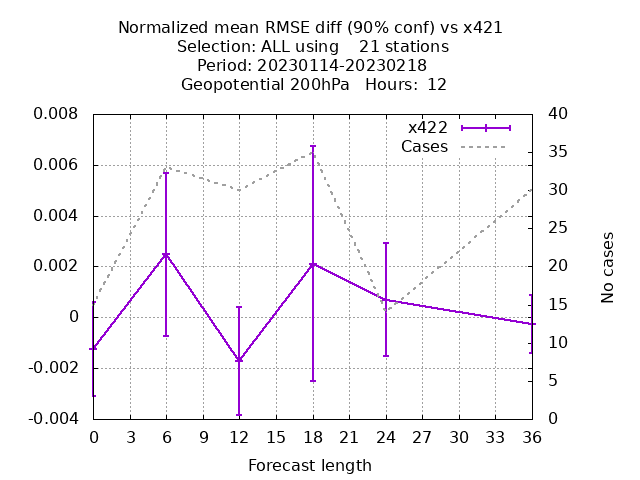 Normalized mean RMSE diff (90% conf) vs x421
Selection: ALL using    21 stations
Period: 20230114-20230218
Geopotential 200hPa   Hours:  12
0.008
0.006
0.004
0.002
0
-0.002
-0.004
x422
Cases
40
35
30
25
20
15
10
5
0
No cases
0 3 6 9 12 15 18 21 24 27 30 33 36
Forecast length